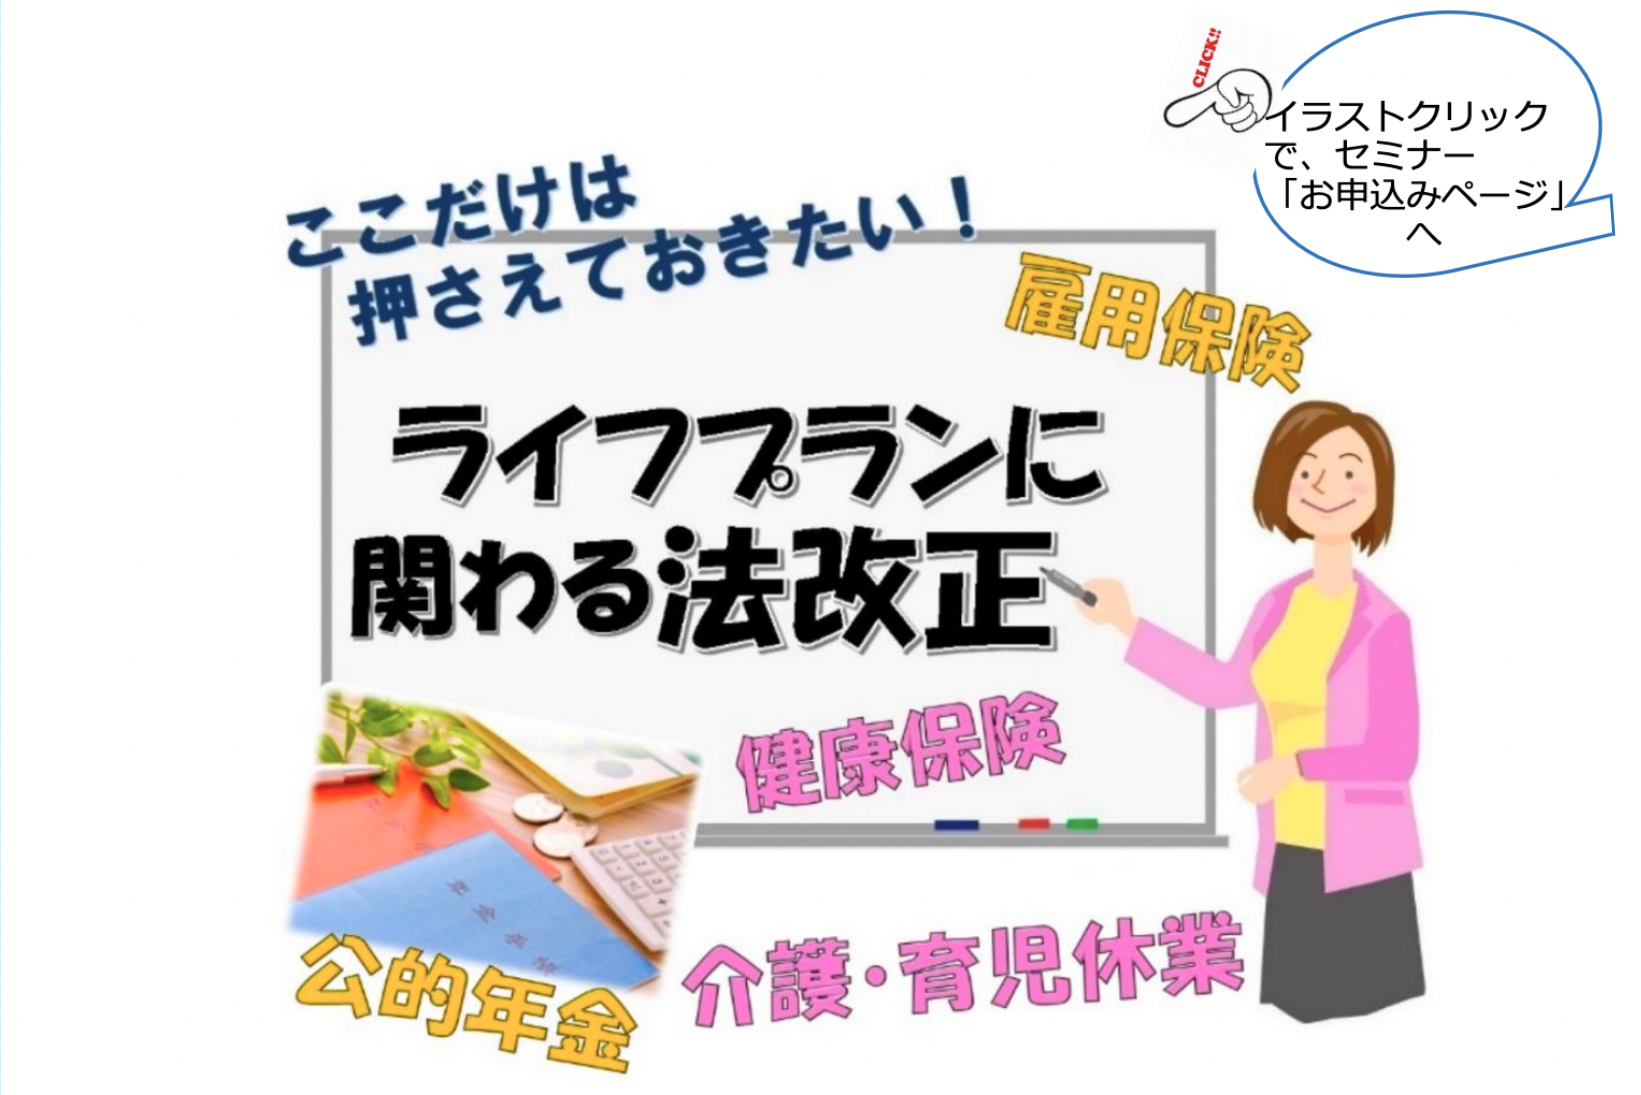 CLICK!!
イラストクリック
で、セミナー
「お申込みページ」
へ
ここだけは
押さえておきたい！
雇用保険
ライフプランに
関わる法改正
健康保険
公的年金
介護・育児休業